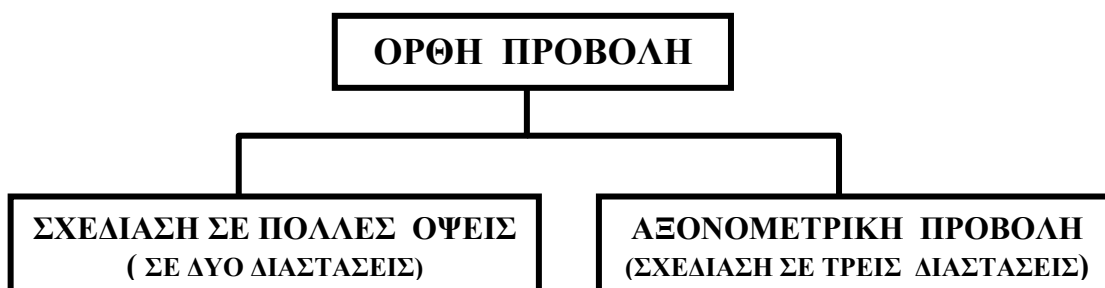 ΟΡΘΗ ΠΡΟΒΟΛΗ
ΣΧΕΔΙΑΣΗ ΣΕ ΠΟΛΛΕΣ ΟΨΕΙΣ
( ΣΕ ΔΥΟ ΔΙΑΣΤΑΣΕΙΣ)
ΑΞΟΝΟΜΕΤΡΙΚΗ ΠΡΟΒΟΛΗ
(ΣΧΕΔΙΑΣΗ ΣΕ ΤΡΕΙΣ ΔΙΑΣΤΑΣΕΙΣ)